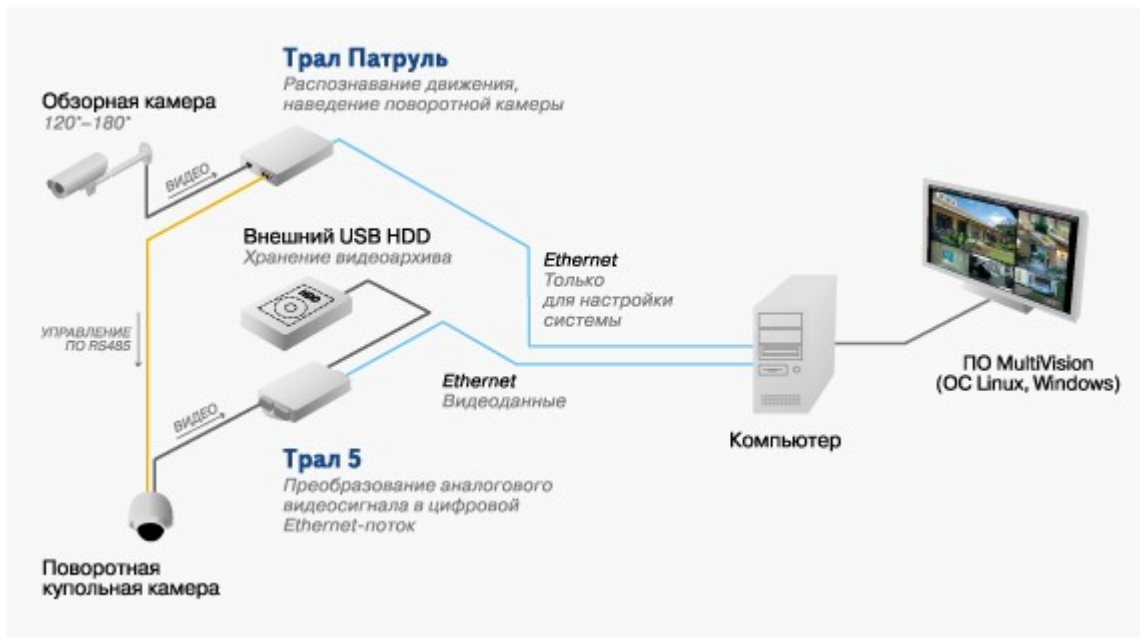 Трал Патруль
Распознавание движения,
наведение поворотной камеры
Обзорная камера
120°–180°
ВИДЕО
Внешний USB HDD
Хранение видеоархива
HDD
Ethernet
Только
для настройки
системы
УПРАВЛЕНИЕ
ПО RS485
Ethernet
Видеоданные
ПО MultiVision
(ОС Linux, Windows)
Компьютер
ВИДЕО
Трал 5
Преобразование аналогового
видеосигнала в цифровой
Ethernet-поток
Поворотная
купольная камера